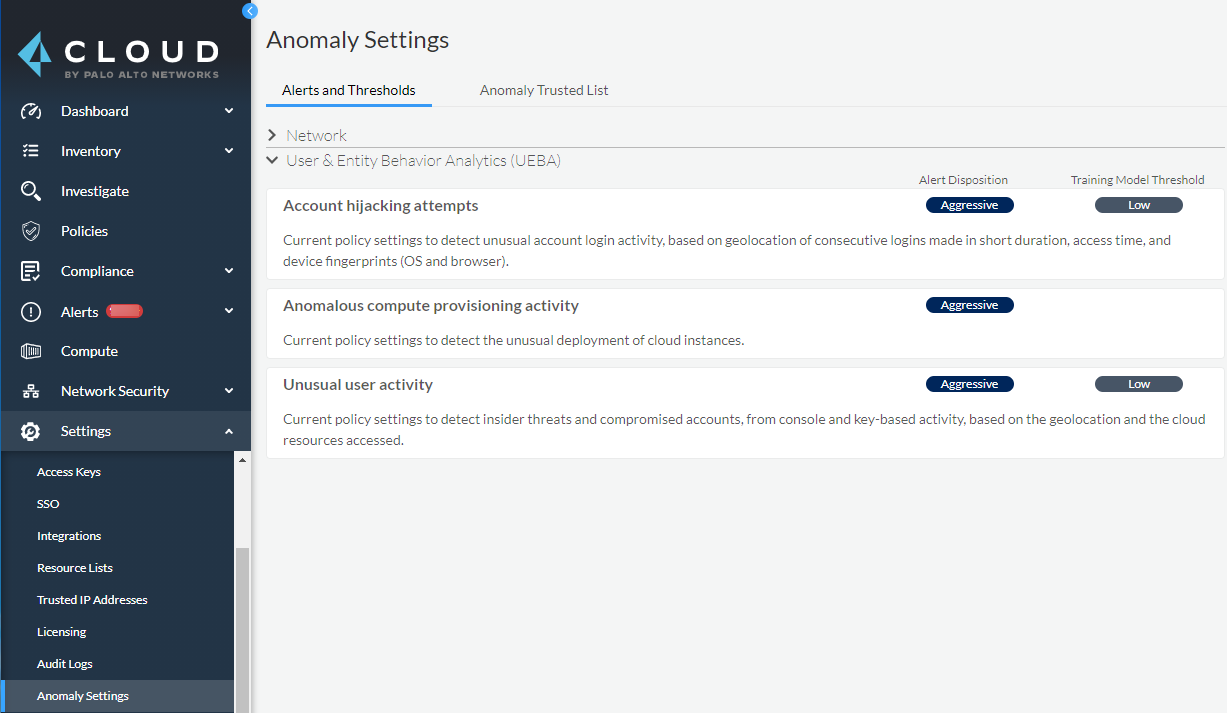 CLOUD
BY PALO ALTO NETWORKS
Dashboard
Inventory
Investigate
Policies
Compliance
Alerts
Compute
Network Security
Settings
Access Keys
SSO
Integrations
Resource Lists
Trusted IP Addresses
Licensing
Audit Logs
Anomaly Settings
Anomaly Settings
Alerts and Thresholds Anomaly Trusted List
Network
User & Entity Behavior Analytics (UEBA)
Alert Disposition Training Model Threshold
Account hijacking attempts Aggressive Low
Current policy settings to detect unusual account login activity, based on geolocation of consecutive logins made in short duration, access time, and
device fingerprints (OS and browser).
Anomalous compute provisioning activity Aggressive
Current policy settings to detect the unusual deployment of cloud instances.
Unusual user activity Aggressive Low
Current policy settings to detect insider threats and compromised accounts, from console and key-based activity, based on the geolocation and the cloud
resources accessed.